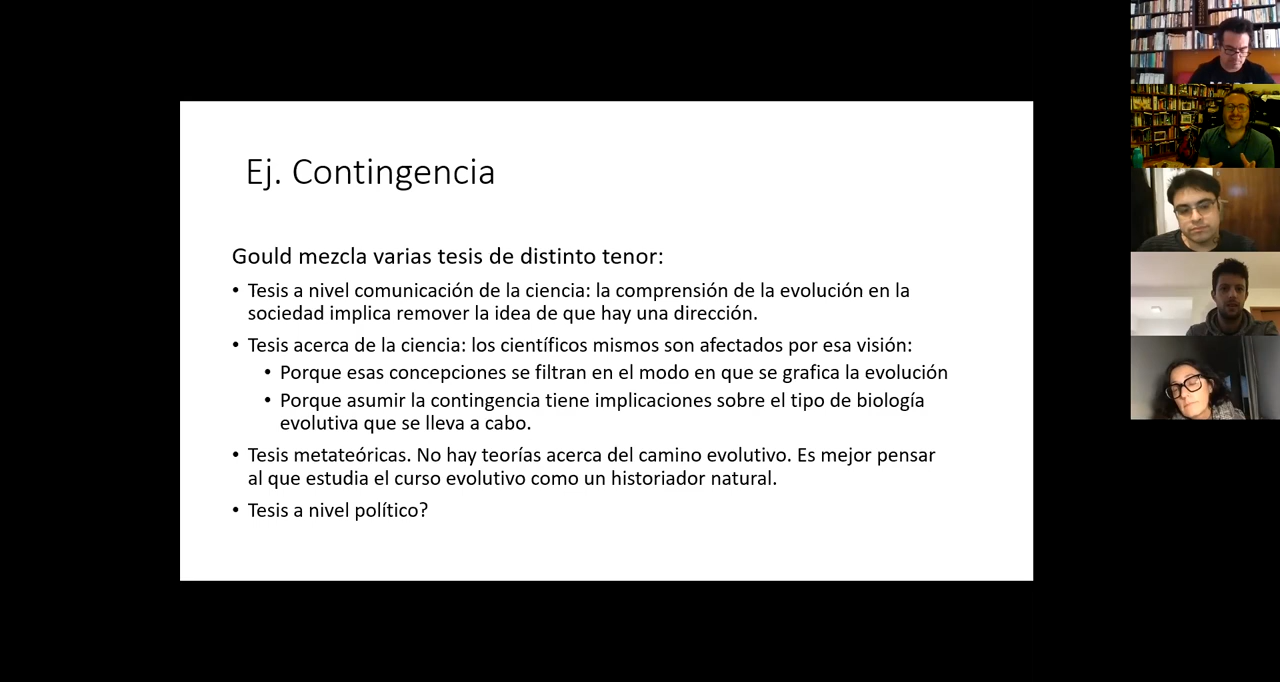 Ej. Contingencia
Gould mezcla varias tesis de distinto tenor:
• Tesis a nivel comunicación de la ciencia: la comprensión de la evolución en la
sociedad implica remover la idea de que hay una dirección.
• Tesis acerca de la ciencia: los científicos mismos son afectados por esa visión:
• Porque esas concepciones se filtran en el modo en que se grafica la evolución
• Porque asumir la contingencia tiene implicaciones sobre el tipo de biología
evolutiva que se lleva a cabo.
• Tesis metateóricas. No hay teorías acerca del camino evolutivo. Es mejor pensar
al que estudia el curso evolutivo como un historiador natural.
• Tesis a nivel político?